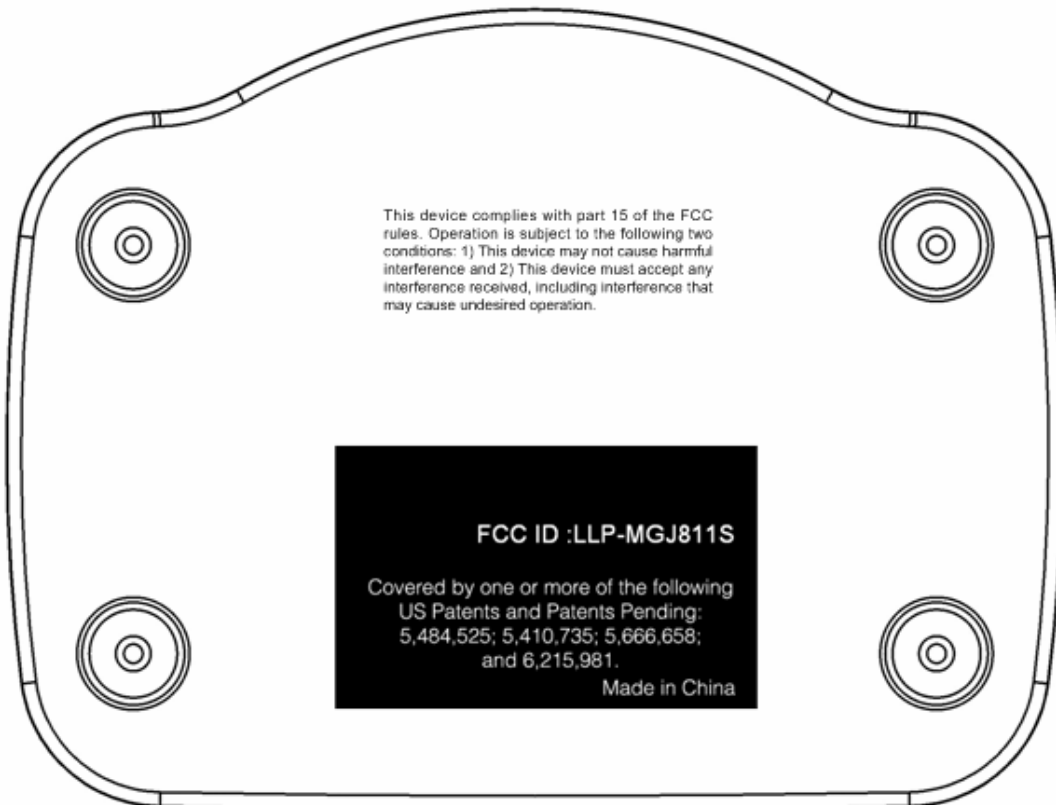 This device complies with part 15 of the FCC
rules. Operation is subject to the following two
conditions: 1) This device may not cause harmful
interference and 2) This device must accept any
interference received, including interference that
may cause undesired operation.
FCC ID :LLP-MGJ811S
Covered by one or more of the following
US Patents and Patents Pending:
5,484,525; 5,410,735; 5,666,658;
and 6,215,981.
Made in China